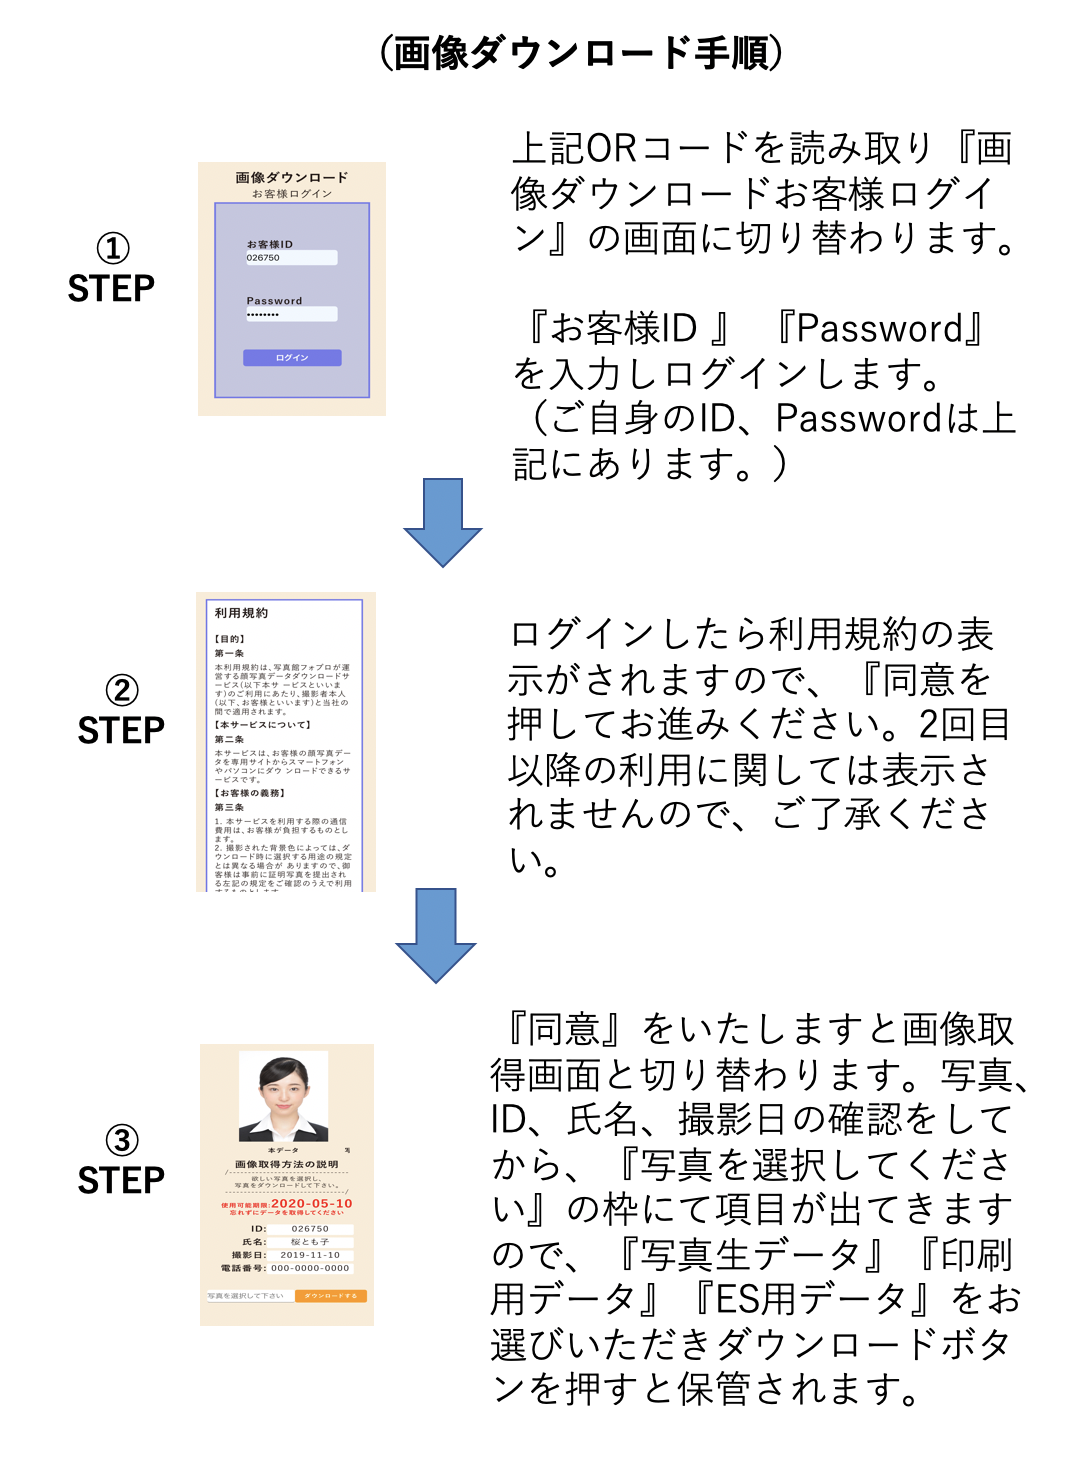 （画像ダウンロード手順）
①
STEP
画像ダウンロード
お客様ログイン
お客様ID
026750
Password
••••••••
ログイン
上記ORコードを読み取り『画
像ダウンロードお客様ログイ
ン』の画面に切り替わります。
『お客様ID 』 『Password』
を入力しログインします。
（ご自身のID、Passwordは上
記にあります。）
②
STEP
利用規約
【目的】
第一条
本利用規約は、写真館フォプロが運
営する顔写真データダウンロードサ
ービス(以下本サ ービスといいま
す)のご利用にあたり、撮影者本人
(以下、お客様といいます)と当社の
間で適用されます。
【本サービスについて】
第二条
本サービスは、お客様の顔写真デー
タを専用サイトからスマートフォン
やパソコンにダウ ンロードできるサ
ービスです。
【お客様の義務】
第三条
1. 本サービスを利用する際の通信
費用は、お客様が負担するものとし
ます。
2. 撮影された背景色によっては、ダ
ウンロード時に選択する用途の規定
とは異なる場合が ありますので、御
客様は事前に証明写真を提出され
る左記の規定をご確認のうえで利用
ログインしたら利用規約の表
示がされますので、『同意を
押してお進みください。2回目
以降の利用に関しては表示さ
れませんので、ご了承くださ
い。
③
STEP
本データ
画像取得方法の説明
欲しい写真を選択し、
写真をダウンロードして下さい。
使用可能期限:2020-05-10
忘れずにデータを取得してください
ID: 026750
氏名: 桜とも子
撮影日: 2019-11-10
電話番号: 000-0000-0000
写真を選択して下さい ダウンロードする
『同意』をいたしますと画像取
得画面と切り替わります。写真、
ID、氏名、撮影日の確認をして
から、『写真を選択してくださ
い』の枠にて項目が出てきます
ので、『写真生データ』『印刷
用データ』『ES用データ』をお
選びいただきダウンロードボタ
ンを押すと保管されます。